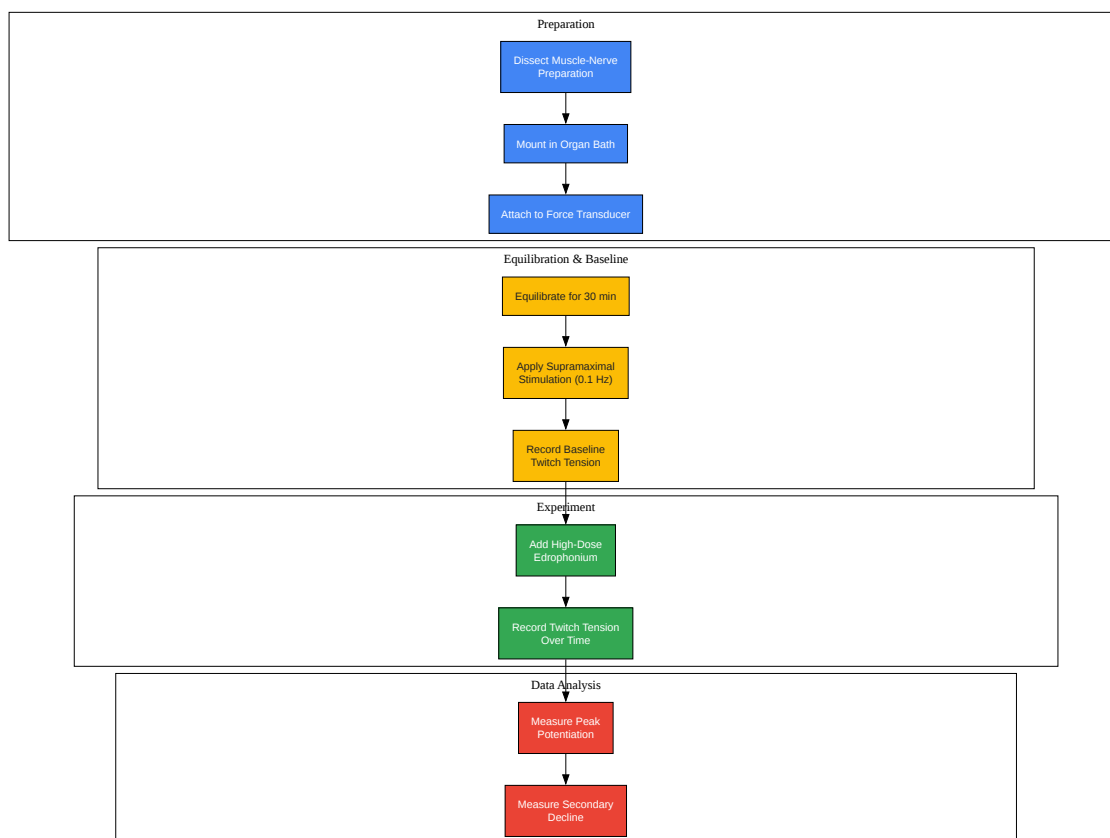 Preparation
Dissect Muscle-Nerve
Preparation
Mount in Organ Bath
Attach to Force Transducer
Equilibration & Baseline
Equilibrate for 30 min
Apply Supramaximal
Stimulation (0.1 Hz)
Record Baseline
Twitch Tension
Experiment
Add High-Dose
Edrophonium
Record Twitch Tension
Over Time
Data Analysis
Measure Peak
Potentiation
Measure Secondary
Decline